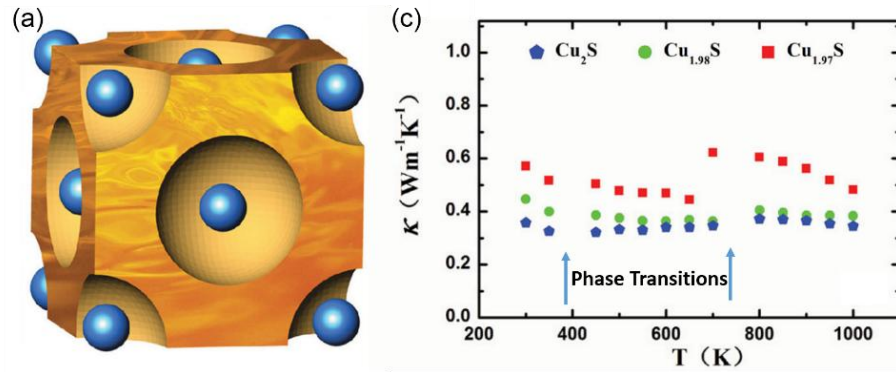 (a)
(c)
Cu₂S Cu₁.₉₈S Cu₁.₉₇S
κ (Wm⁻¹K⁻¹)
1.0
0.8
0.6
0.4
0.2
0.0
Phase Transitions
200 400 600 800 1000
T (K)